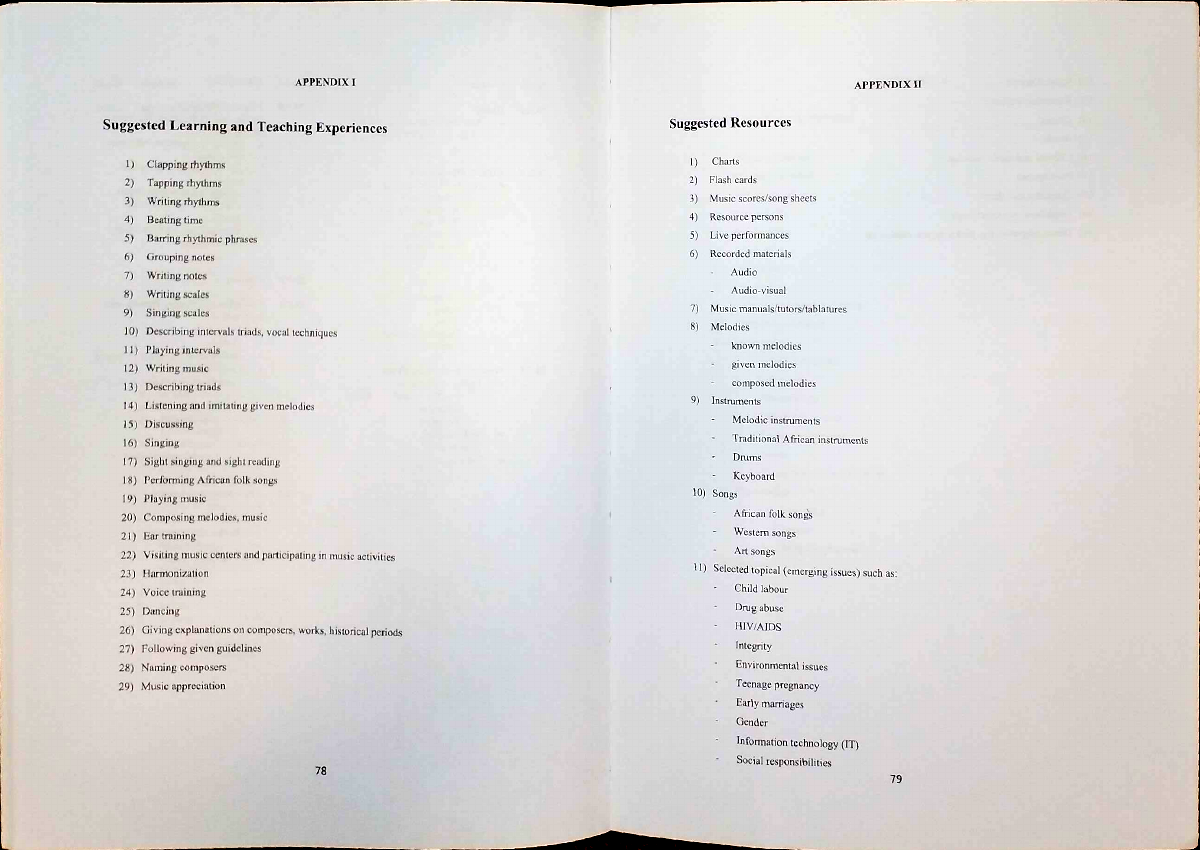 APPENDIX I
Suggested Learning and Teaching Experiences
1) Clapping rhythms
2) Tapping rhythms
3) Writing rhythms
4) Beating time
5) Barring rhythmic phrases
6) Grouping notes
7) Writing notes
8) Writing scales
9) Singing scales
10) Describing intervals triads, vocal techniques
11) Playing intervals
12) Writing music
13) Describing triads
14) Listening and imitating given melodies
15) Discussing
16) Singing
17) Sight singing and sight reading
18) Performing African folk songs
19) Playing music
20) Composing melodies, music
21) Ear training
22) Visiting music centers and participating in music activities
23) Harmonization
24) Voice training
25) Dancing
26) Giving explanations on composers, works, historical periods
27) Following given guidelines
28) Naming composers
29) Music appreciation
78
APPENDIX II
Suggested Resources
1) Charts
2) Flash cards
3) Music scores/song sheets
4) Resource persons
5) Live performances
6) Recorded materials
- Audio
- Audio-visual
7) Music manuals/tutors/tablatures
8) Melodies
- known melodies
- given melodies
- composed melodies
9) Instruments
- Melodic instruments
- Traditional African instruments
- Drums
- Keyboard
10) Songs
- African folk songs
- Western songs
- Art songs
11) Selected topical (emerging issues) such as:
- Child labour
- Drug abuse
- HIV/AIDS
- Integrity
- Environmental issues
- Teenage pregnancy
- Early marriages
- Gender
- Information technology (IT)
- Social responsibilities
79